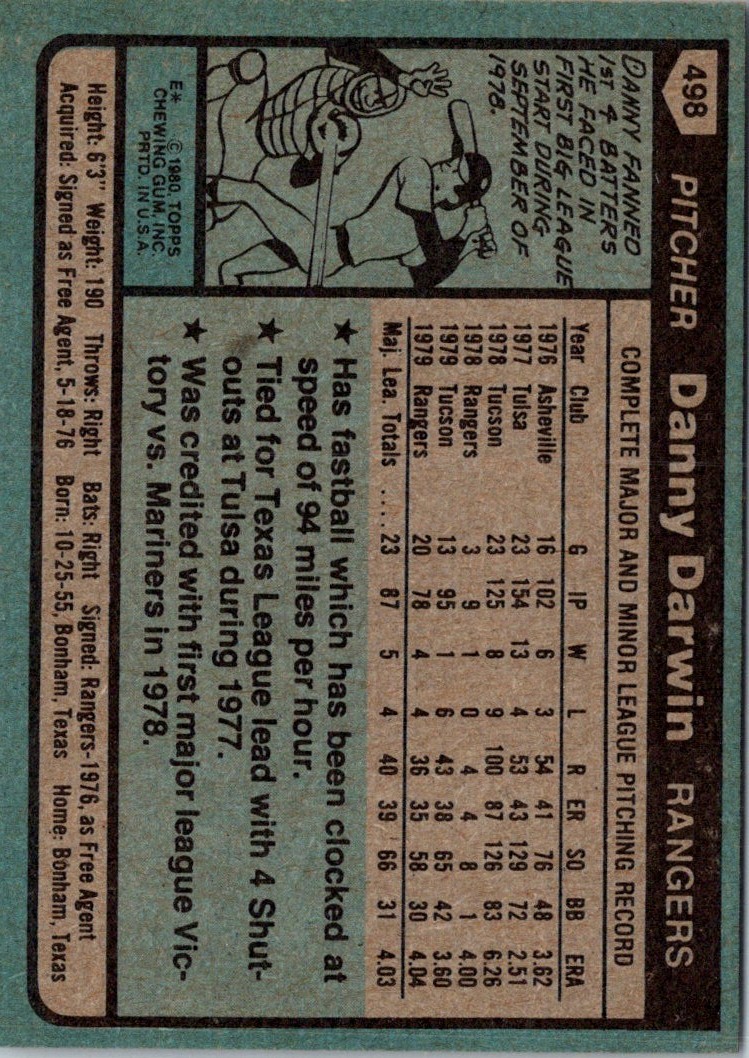 498 PITCHER Danny Darwin RANGERS
DANNY FANNED
1ST 4 BATTERS
HE FACED IN
FIRST BIG LEAGUE
START DURING
SEPTEMBER OF
1978.
E* © 1980, TOPPS
CHEWING GUM, INC.
PRTD. IN U.S.A.
COMPLETE MAJOR AND MINOR LEAGUE PITCHING RECORD
Year Club G IP W L R ER SO BB ERA
1976 Asheville 16 102 6 3 54 41 76 48 3.62
1977 Tulsa 23 154 13 4 53 43 129 72 2.51
1978 Tucson 23 125 8 9 100 87 126 83 6.26
1978 Rangers 3 9 1 0 4 4 8 1 4.00
1979 Tucson 13 95 1 6 43 38 65 42 3.60
1979 Rangers 20 78 4 4 36 35 58 30 4.04
Maj. Lea. Totals .... 23 87 5 4 40 39 66 31 4.03
★ Has fastball which has been clocked at
speed of 94 miles per hour.
★ Tied for Texas League lead with 4 Shut-
outs at Tulsa during 1977.
★ Was credited with first major league Vic-
tory vs. Mariners in 1978.
Height: 6'3" Weight: 190 Throws: Right Bats: Right Signed: Rangers-1976, as Free Agent
Acquired: Signed as Free Agent, 5-18-76 Born: 10-25-55, Bonham, Texas Home: Bonham, Texas